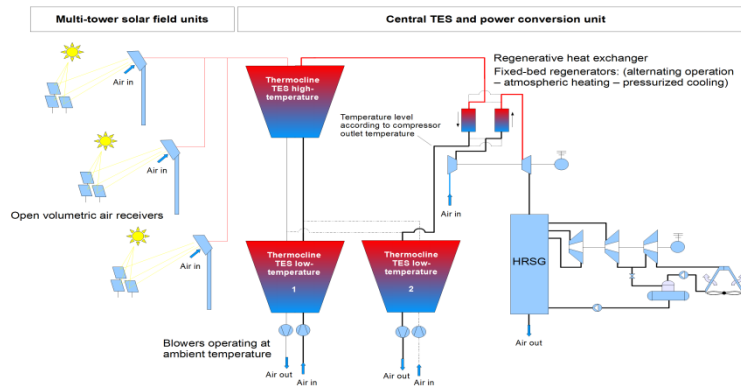 Multi-tower solar field units
Central TES and power conversion unit
Air in
Thermocline
TES high-
temperature
Regenerative heat exchanger
Fixed-bed regenerators: (alternating operation
– atmospheric heating – pressurized cooling)
Temperature level
according to compressor
outlet temperature
Air in
Air in
Open volumetric air receivers
Air in
Thermocline
TES low-
temperature
1
Thermocline
TES low-
temperature
2
HRSG
Blowers operating at
ambient temperature
Air out
Air in
Air out
Air in
Air out